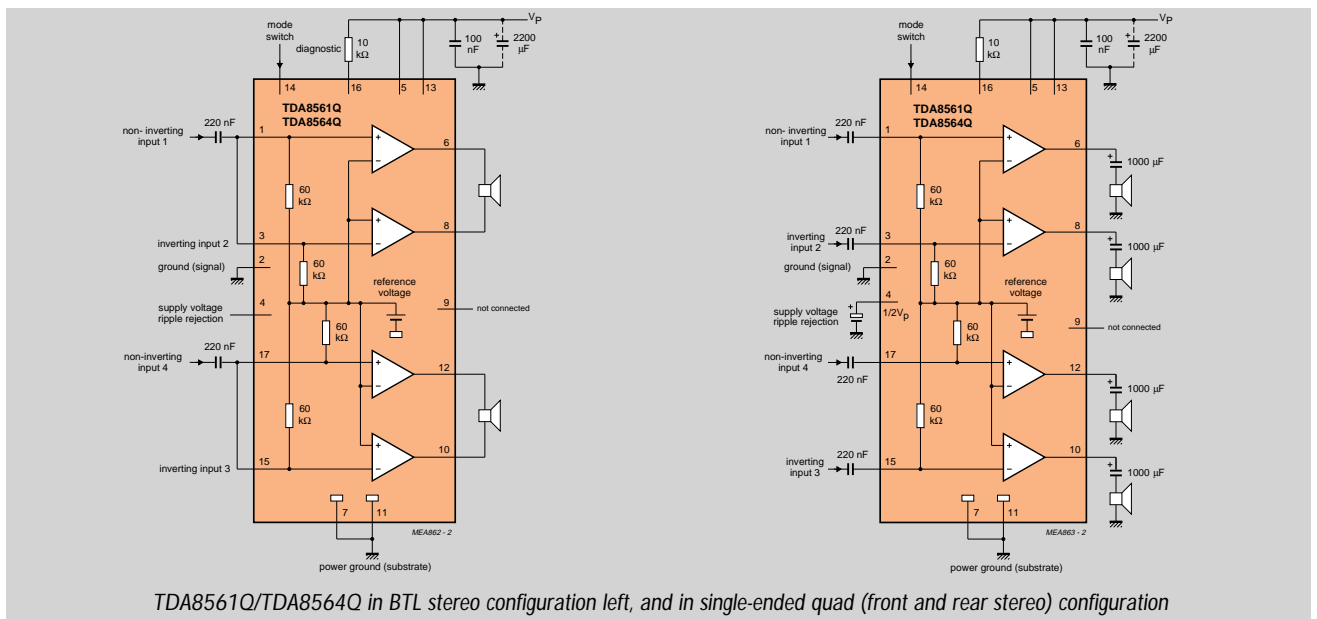 mode
switch
diagnostic
10
kΩ
100
nF
+
2200
µF
VP
14
16
5
13
TDA8561Q
TDA8564Q
non- inverting
input 1
220 nF
1
+
−
6
60
kΩ
inverting input 2
3
+
−
8
ground (signal)
2
60
kΩ
reference
voltage
supply voltage
ripple rejection
4
9
not connected
60
kΩ
non-inverting
input 4
220 nF
17
+
−
12
60
kΩ
inverting input 3
15
+
−
10
7
11
MEA862 - 2
power ground (substrate)
mode
switch
10
kΩ
100
nF
+
2200
µF
VP
14
16
5
13
TDA8561Q
TDA8564Q
non- inverting
input 1
220 nF
1
+
−
6
+
1000 µF
60
kΩ
inverting
input 2
220 nF
3
+
−
8
+
1000 µF
ground (signal)
2
60
kΩ
reference
voltage
supply voltage
ripple rejection
+
4
1/2Vp
9
not connected
60
kΩ
non-inverting
input 4
220 nF
17
+
−
12
+
1000 µF
60
kΩ
inverting
input 3
220 nF
15
+
−
10
+
1000 µF
7
11
MEA863 - 2
power ground (substrate)
TDA8561Q/TDA8564Q in BTL stereo configuration left, and in single-ended quad (front and rear stereo) configuration